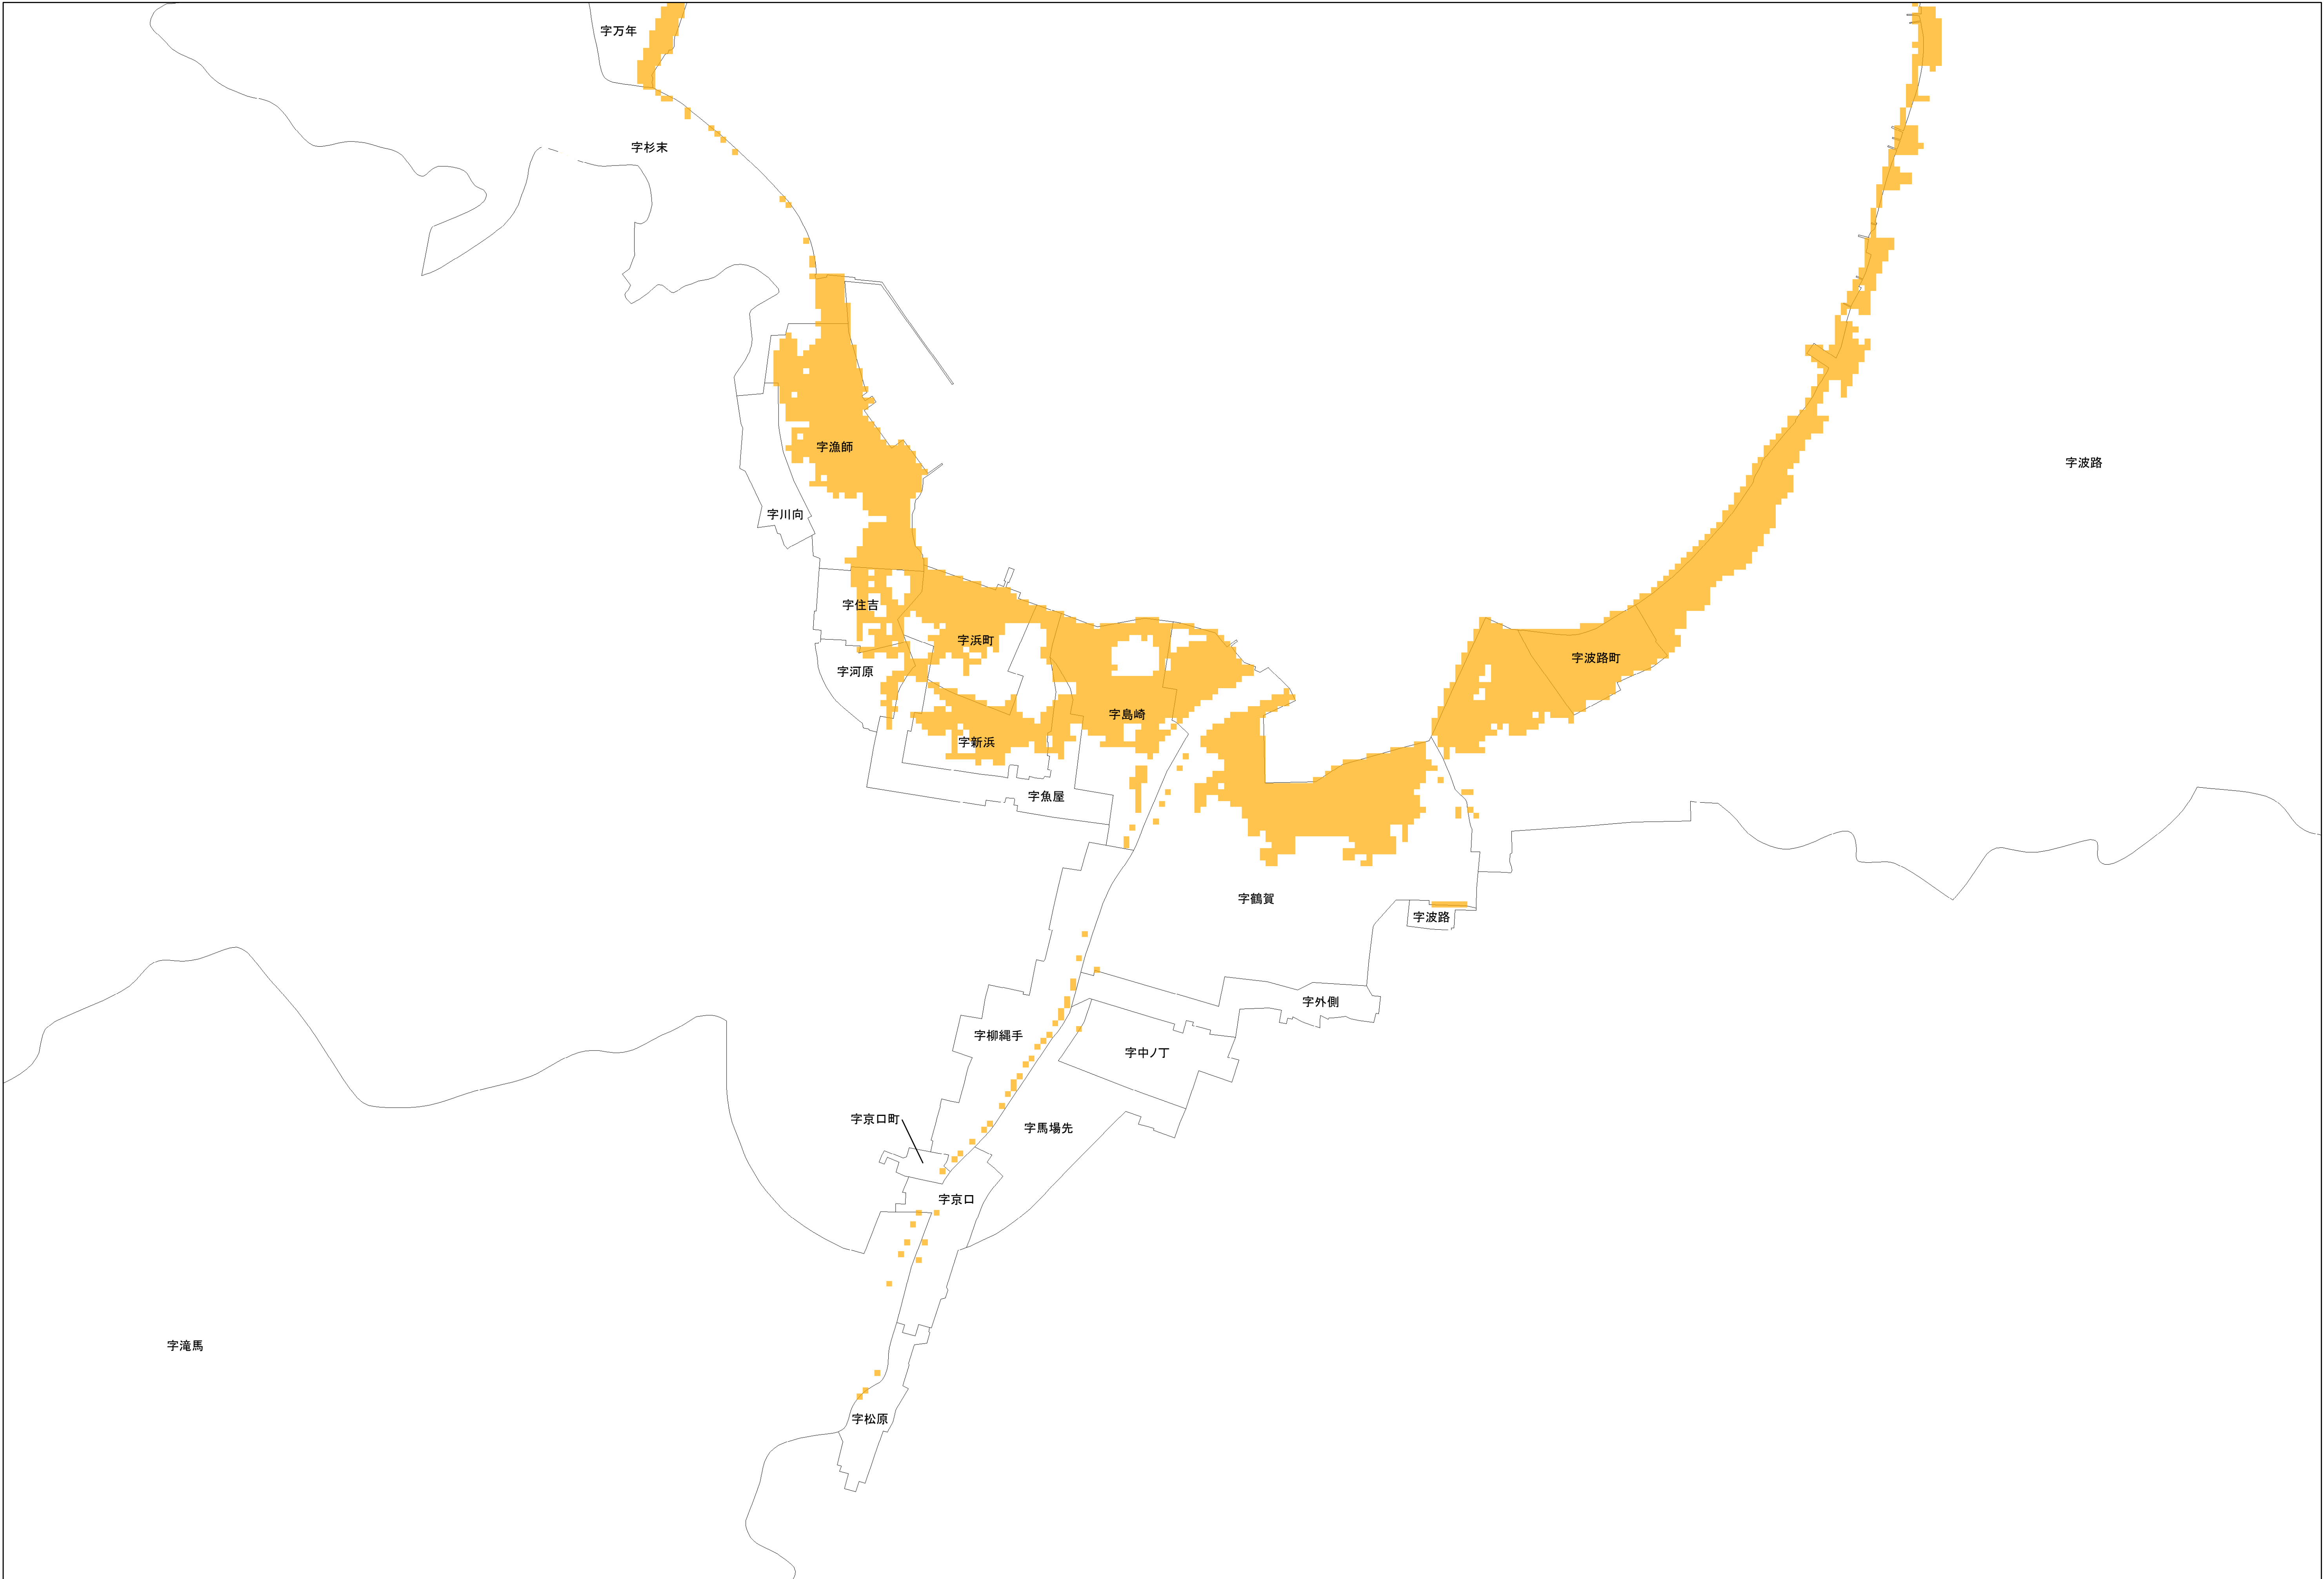 字万年
字杉末
字漁師
字波路
字川向
字住吉
字浜町
字波路町
字河原
字島崎
字新浜
字魚屋
字鶴賀
字波路
字外側
字柳縄手
字中ノ丁
字京口町
字馬場先
字京口
字滝馬
字松原